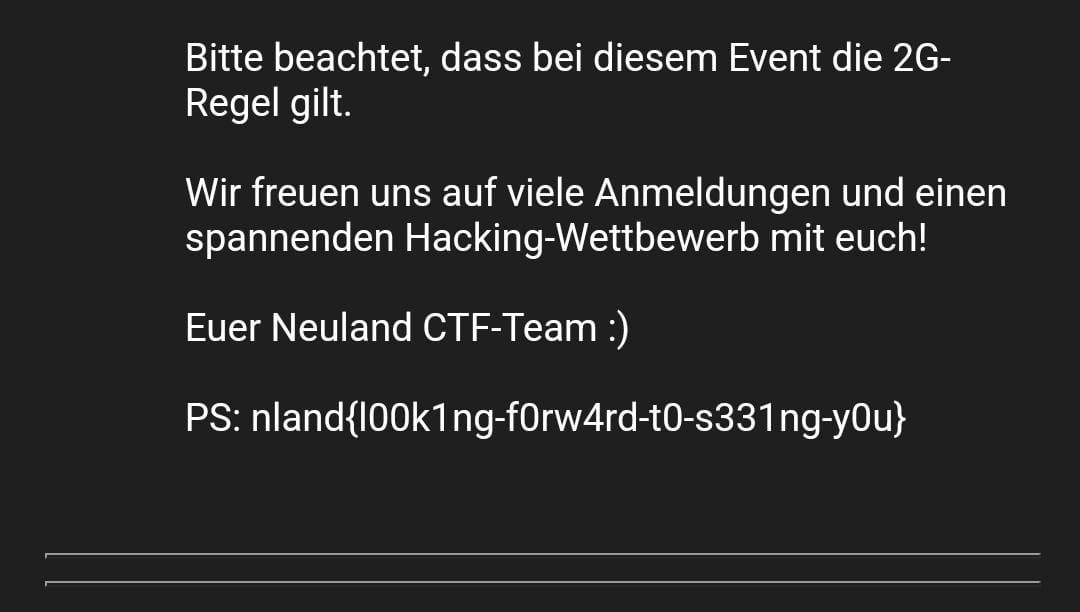 Bitte beachtet, dass bei diesem Event die 2G-
Regel gilt.
Wir freuen uns auf viele Anmeldungen und einen
spannenden Hacking-Wettbewerb mit euch!
Euer Neuland CTF-Team :)
PS: nland{l00k1ng-f0rw4rd-t0-s331ng-y0u}